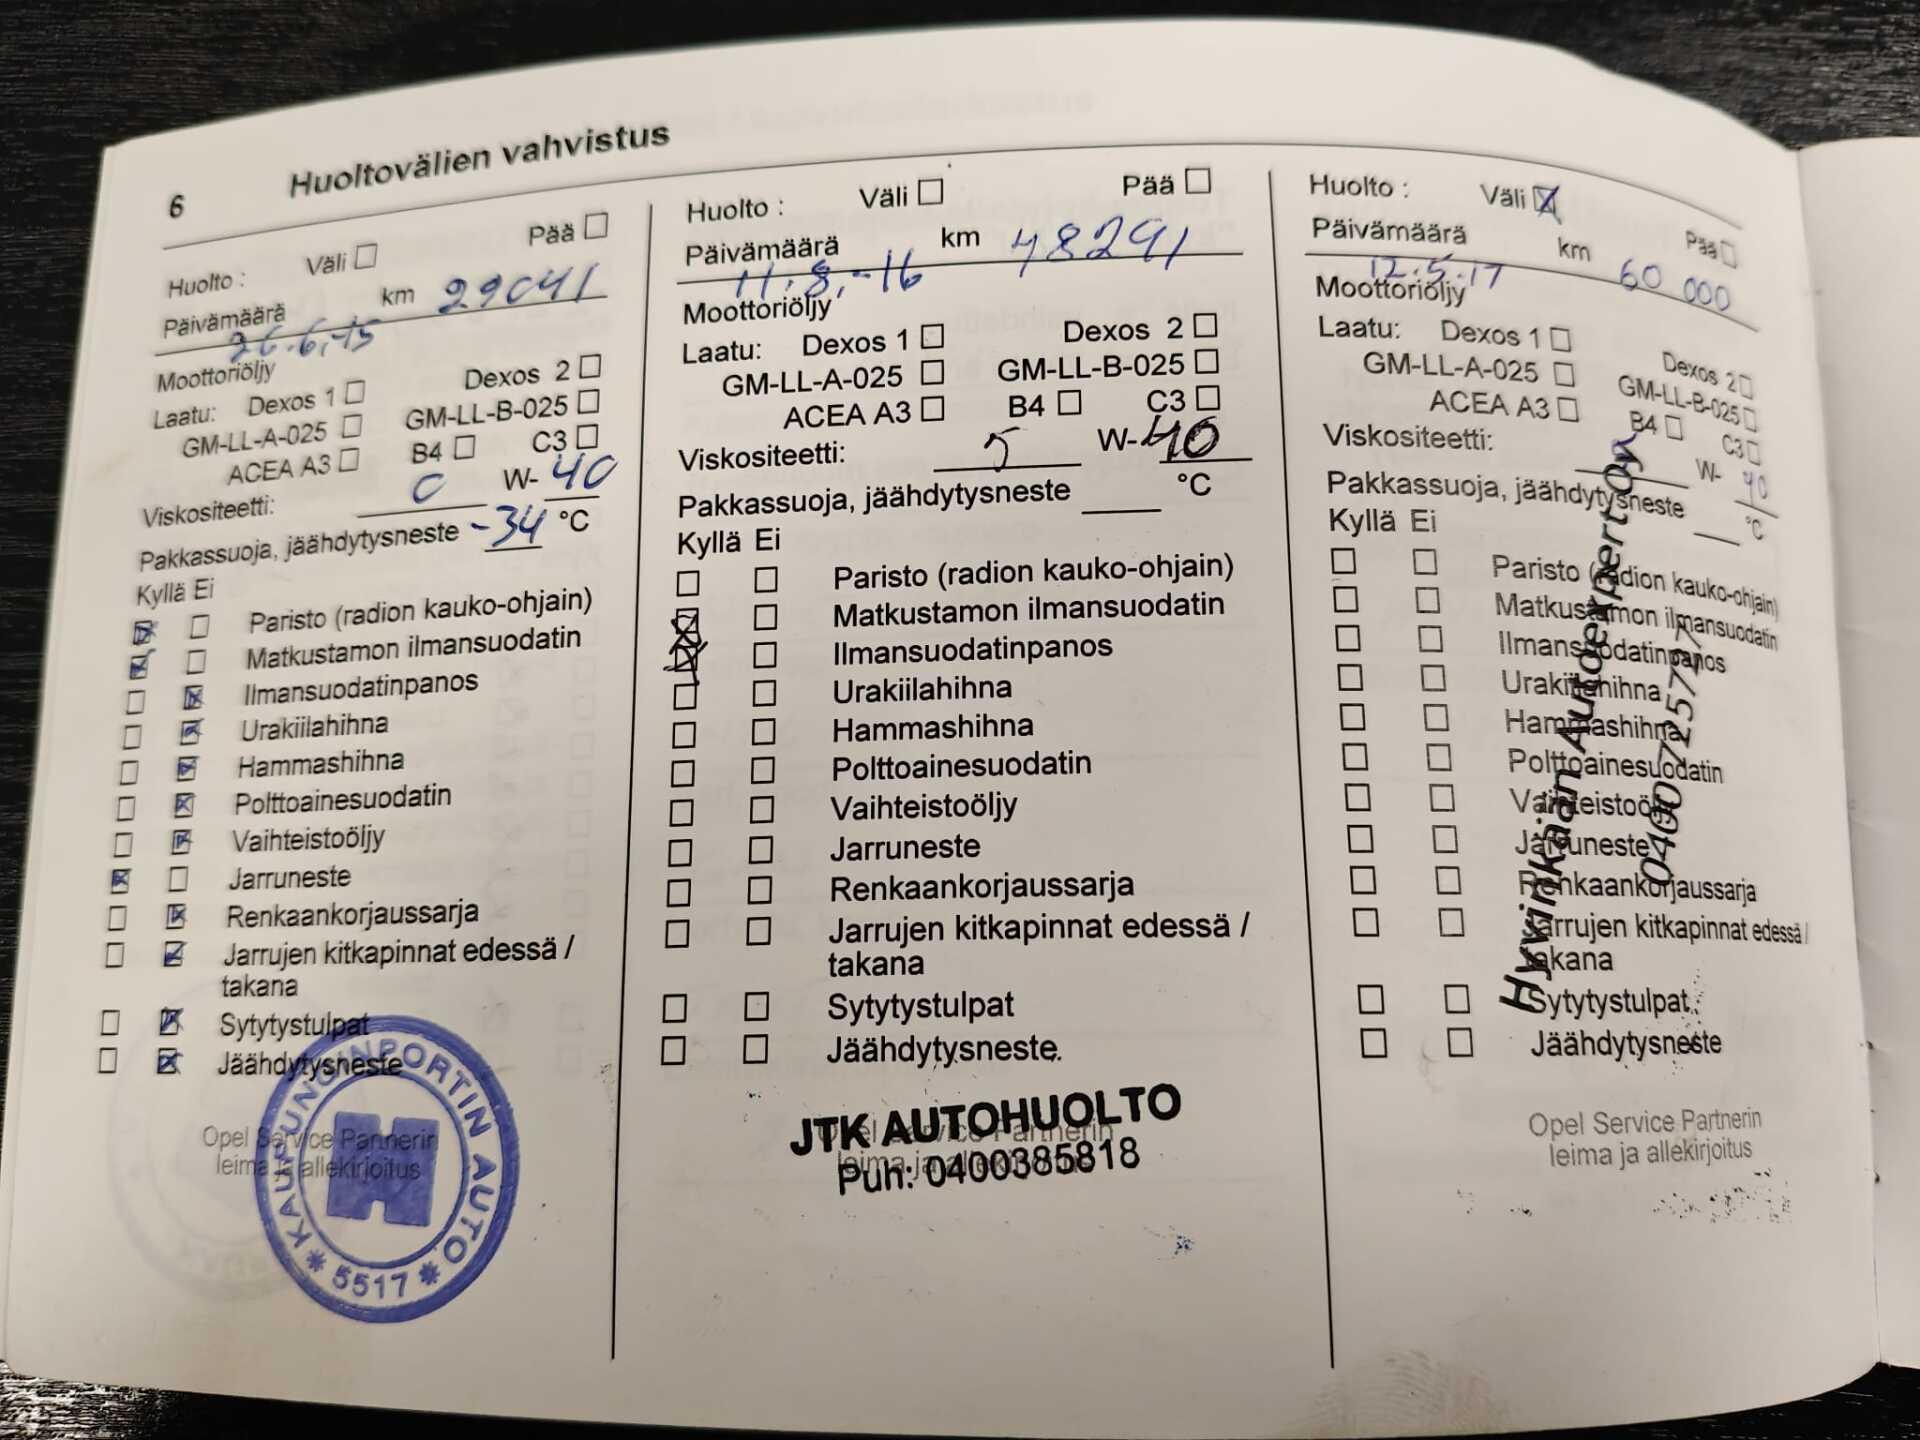 6 Huoltovälien vahvistus
Huolto : Väli Pää
Päivämäärä km 29041
26.6.-15
Moottoriöljy
Laatu: Dexos 1 Dexos 2
GM-LL-A-025 GM-LL-B-025
ACEA A3 B4 C3
Viskositeetti: 0 W-40
Pakkassuoja, jäähdytysneste -34 °C
Kyllä Ei
Paristo (radion kauko-ohjain)
Matkustamon ilmansuodatin
Ilmansuodatinpanos
Urakiilahihna
Hammashihna
Polttoainesuodatin
Vaihteistoöljy
Jarruneste
Renkaankorjaussarja
Jarrujen kitkapinnat edessä /
takana
Sytytystulpat
Jäähdytysneste
Opel Service Partnerin
leima ja allekirjoitus
KAUPUNGINPORTIN AUTO
H
* 5517 *
Huolto : Väli Pää
Päivämäärä km 48291
11.8.-16
Moottoriöljy
Laatu: Dexos 1 Dexos 2
GM-LL-A-025 GM-LL-B-025
ACEA A3 B4 C3
Viskositeetti: 5 W-40
Pakkassuoja, jäähdytysneste °C
Kyllä Ei
Paristo (radion kauko-ohjain)
Matkustamon ilmansuodatin
Ilmansuodatinpanos
Urakiilahihna
Hammashihna
Polttoainesuodatin
Vaihteistoöljy
Jarruneste
Renkaankorjaussarja
Jarrujen kitkapinnat edessä /
takana
Sytytystulpat
Jäähdytysneste
JTK AUTOHUOLTO
Opel Service Partnerin
leima ja allekirjoitus
Puh: 0400385818
Huolto : Väli Pää
Päivämäärä km 60 000
12.5.17
Moottoriöljy
Laatu: Dexos 1 Dexos 2
GM-LL-A-025 GM-LL-B-025
ACEA A3 B4 C3
Viskositeetti: W-40
Pakkassuoja, jäähdytysneste °C
Kyllä Ei
Paristo (radion kauko-ohjain)
Matkustamon ilmansuodatin
Ilmansuodatinpanos
Urakiilahihna
Hammashihna
Polttoainesuodatin
Vaihteistoöljy
Jarruneste
Renkaankorjaussarja
Jarrujen kitkapinnat edessä /
takana
Sytytystulpat
Jäähdytysneste
Hyvinkään Autoexpert Oy
Opel Service Partnerin
leima ja allekirjoitus